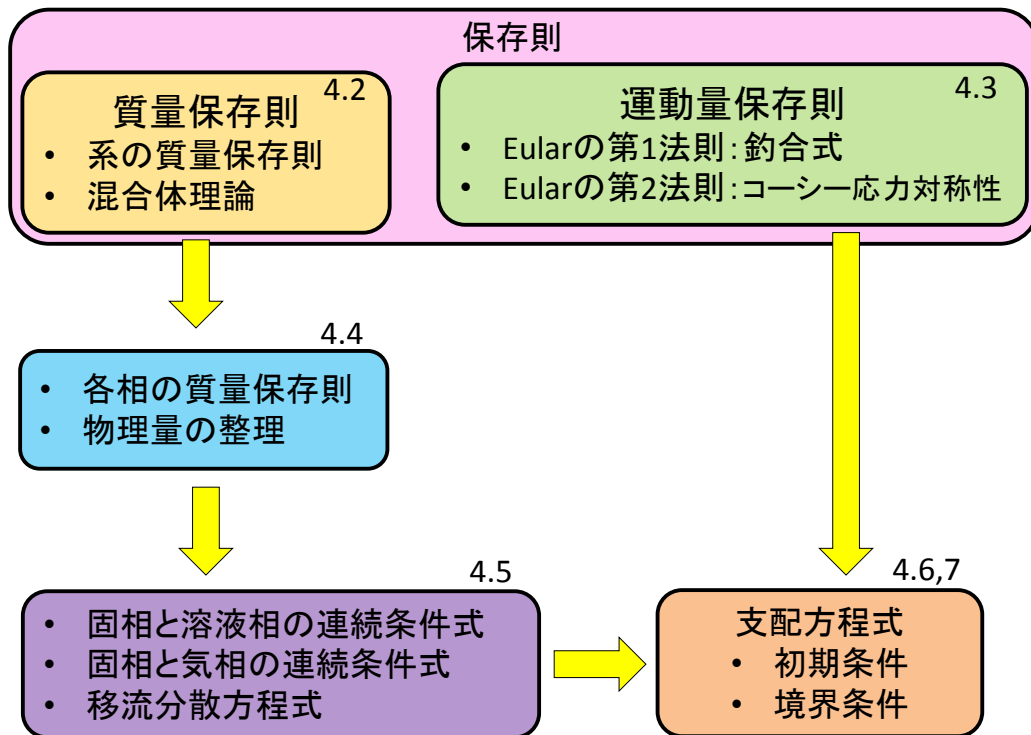 保存則
4.2
質量保存則
• 系の質量保存則
• 混合体理論
4.3
運動量保存則
• Eularの第1法則：釣合式
• Eularの第2法則：コーシー応力対称性
4.4
• 各相の質量保存則
• 物理量の整理
4.5
• 固相と溶液相の連続条件式
• 固相と気相の連続条件式
• 移流分散方程式
4.6,7
支配方程式
• 初期条件
• 境界条件